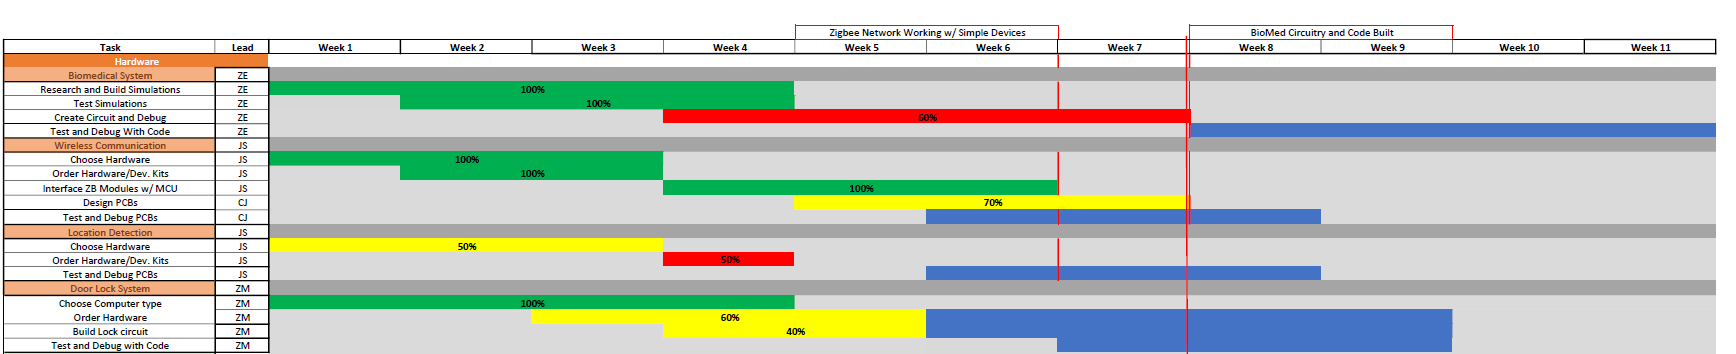 Zigbee Network Working w/ Simple Devices BioMed Circuitry and Code Built
Task Lead Week 1 Week 2 Week 3 Week 4 Week 5 Week 6 Week 7 Week 8 Week 9 Week 10 Week 11
Hardware
Biomedical System ZE
Research and Build Simulations ZE 100%
Test Simulations ZE 100%
Create Circuit and Debug ZE 60%
Test and Debug With Code ZE
Wireless Communication JS
Choose Hardware JS 100%
Order Hardware/Dev. Kits JS 100%
Interface ZB Modules w/ MCU JS 100%
Design PCBs CJ 70%
Test and Debug PCBs CJ
Location Detection JS
Choose Hardware JS 50%
Order Hardware/Dev. Kits JS 50%
Test and Debug PCBs JS
Door Lock System ZM
Choose Computer type ZM 100%
Order Hardware ZM 60%
Build Lock circuit ZM 40%
Test and Debug with Code ZM